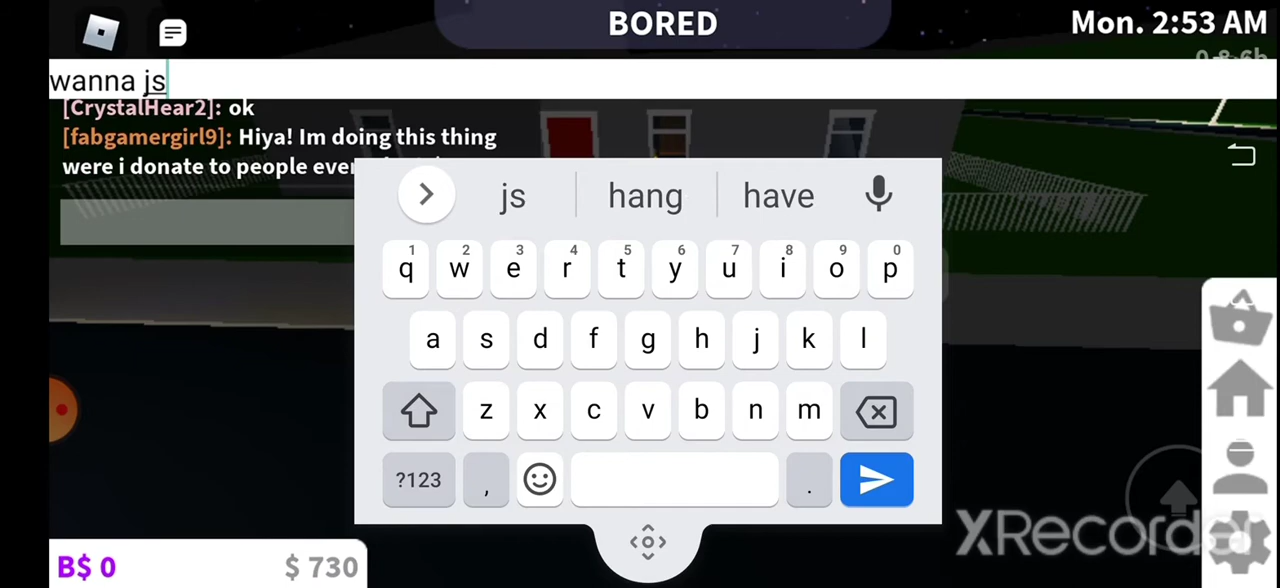 BORED
Mon. 2:53 AM
wanna js
[CrystalHear2]: ok
[fabgamergirl9]: Hiya! Im doing this thing
were i donate to people
js hang have
1 2 3 4 5 6 7 8 9 0
q w e r t y u i o p
a s d f g h j k l
z x c v b n m
?123 , .
XRecorder
B$ 0 $ 730